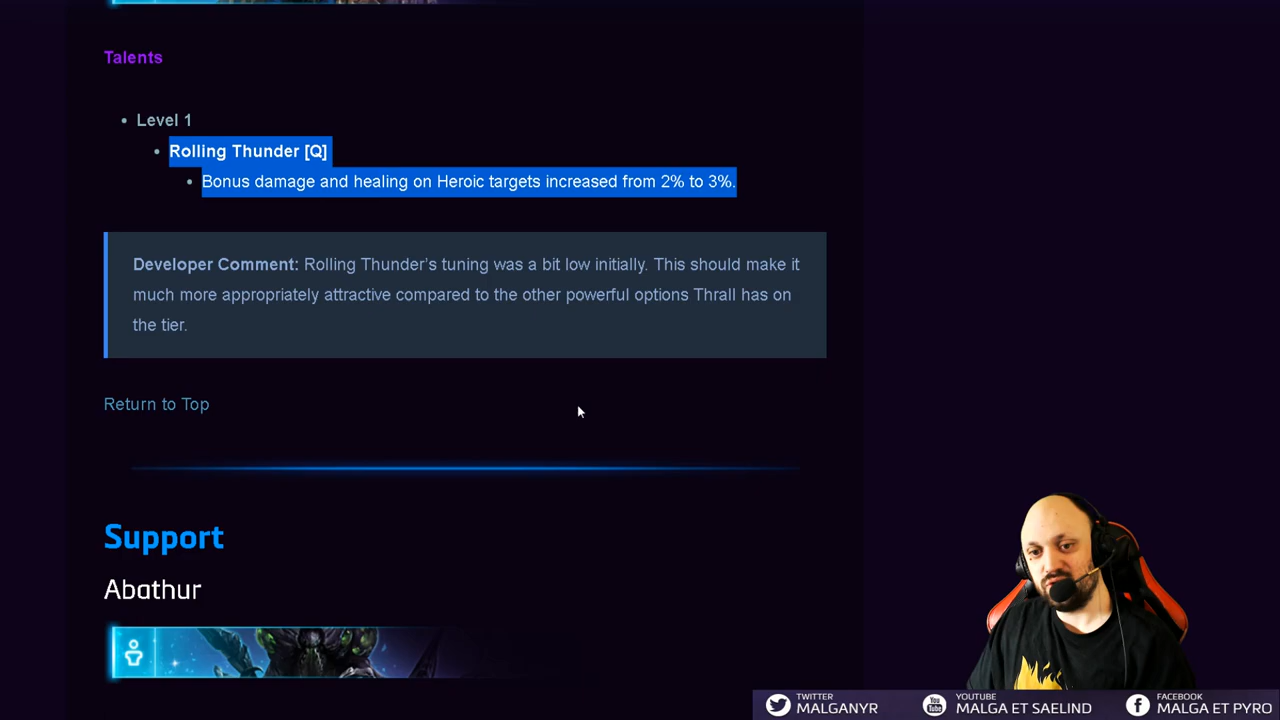 Talents
Level 1
Rolling Thunder [Q]
Bonus damage and healing on Heroic targets increased from 2% to 3%.
Developer Comment: Rolling Thunder's tuning was a bit low initially. This should make it
much more appropriately attractive compared to the other powerful options Thrall has on
the tier.
Return to Top
Support
Abathur
TWITTER
MALGANYR
You Tube
YOUTUBE
MALGA ET SAELIND
FACEBOOK
MALGA ET PYRO